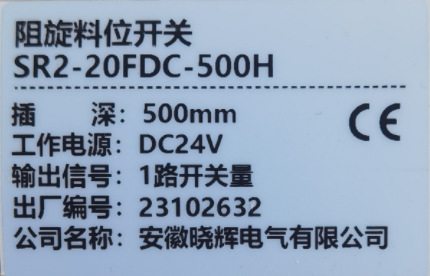 阻旋料位开关
SR2-20FDC-500H
插 深：500mm
CE
工作电源：DC24V
输出信号：1路开关量
出厂编号：23102632
公司名称：安徽晓辉电气有限公司